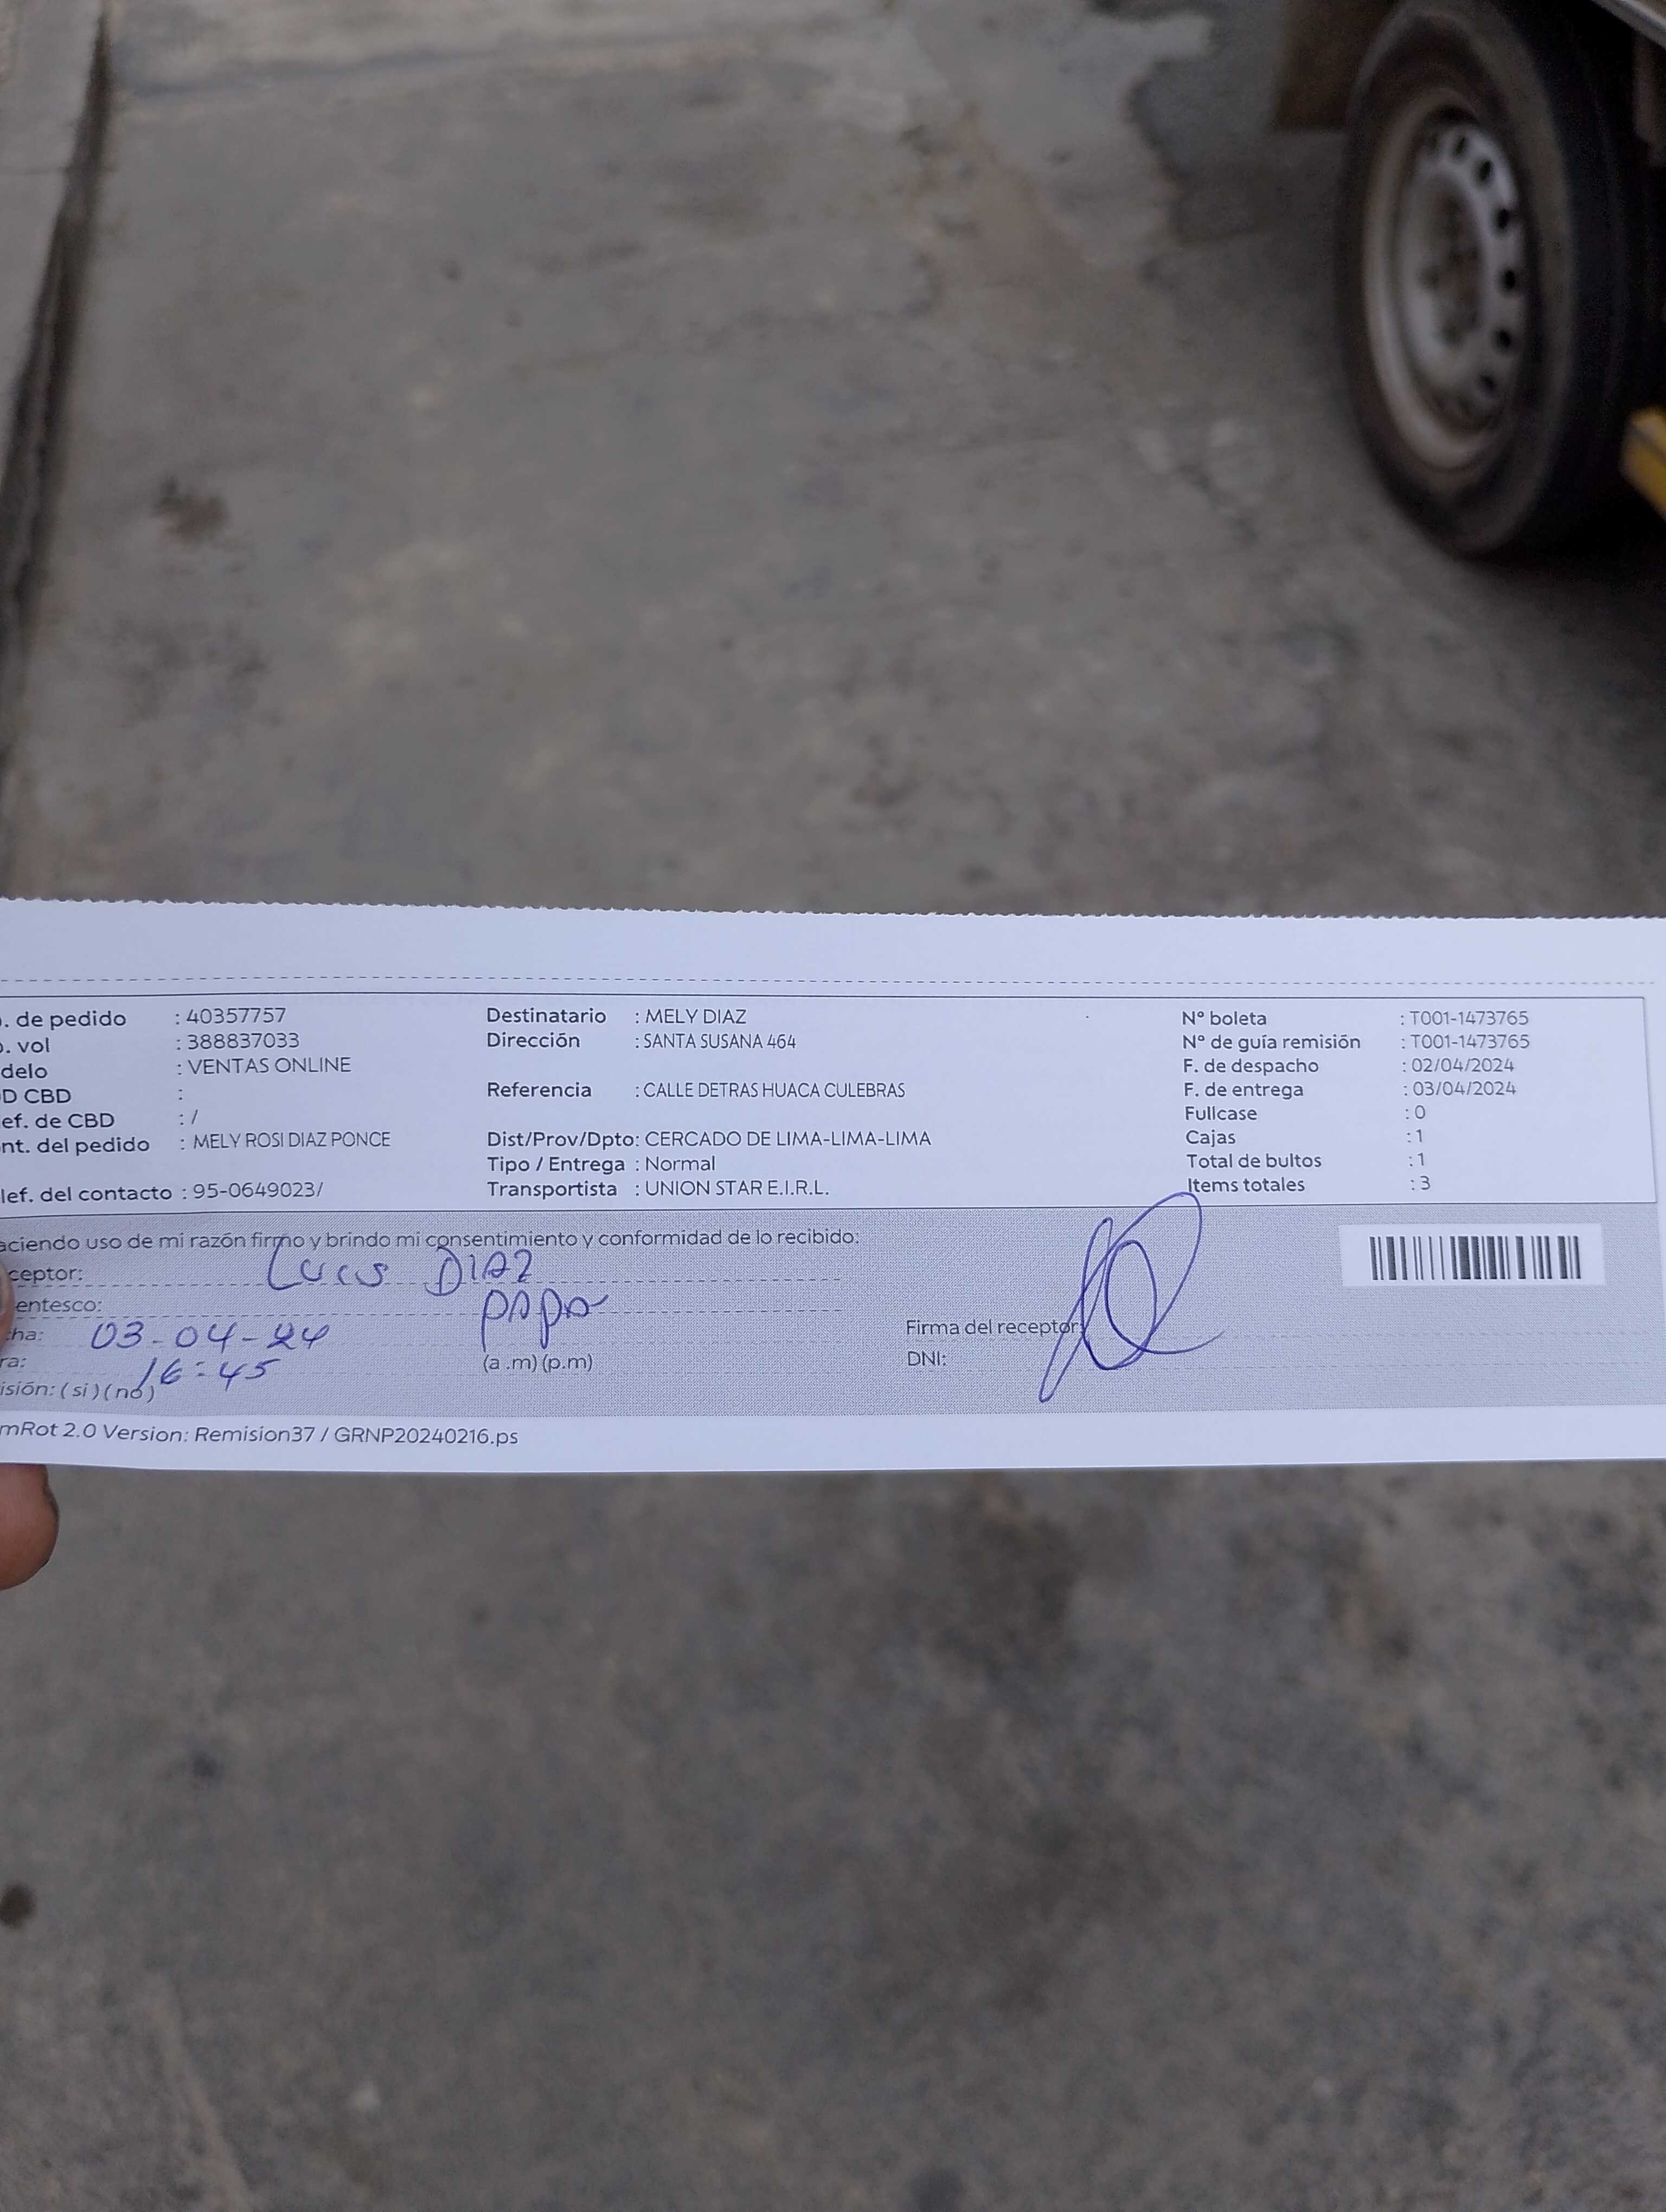 . de pedido : 40357757 Destinatario : MELY DIAZ N° boleta : T001-1473765
. vol : 388837033 Dirección : SANTA SUSANA 464 N° de guía remisión : T001-1473765
delo : VENTAS ONLINE F. de despacho : 02/04/2024
D CBD : Referencia : CALLE DETRAS HUACA CULEBRAS F. de entrega : 03/04/2024
ef. de CBD : / Fullcase : 0
nt. del pedido : MELY ROSI DIAZ PONCE Dist/Prov/Dpto: CERCADO DE LIMA-LIMA-LIMA Cajas : 1
Tipo / Entrega : Normal Total de bultos : 1
lef. del contacto : 95-0649023/ Transportista : UNION STAR E.I.R.L. Items totales : 3
aciendo uso de mi razón firmo y brindo mi consentimiento y conformidad de lo recibido:
ceptor: DIAZ
entesco: papa
ha: 03-04-24 Firma del receptor
ra: 16:45 (a .m) (p.m) DNI:
isión: ( si ) ( no )
mRot 2.0 Version: Remision37 / GRNP20240216.ps